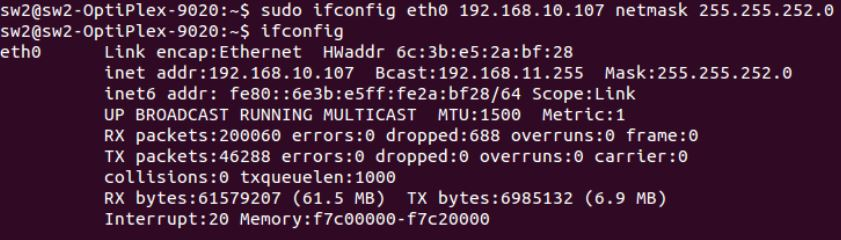 sw2@sw2-OptiPlex-9020:~$ sudo ifconfig eth0 192.168.10.107 netmask 255.255.252.0
sw2@sw2-OptiPlex-9020:~$ ifconfig
eth0      Link encap:Ethernet  HWaddr 6c:3b:e5:2a:bf:28
          inet addr:192.168.10.107  Bcast:192.168.11.255  Mask:255.255.252.0
          inet6 addr: fe80::6e3b:e5ff:fe2a:bf28/64 Scope:Link
          UP BROADCAST RUNNING MULTICAST  MTU:1500  Metric:1
          RX packets:200060 errors:0 dropped:688 overruns:0 frame:0
          TX packets:46288 errors:0 dropped:0 overruns:0 carrier:0
          collisions:0 txqueuelen:1000
          RX bytes:61579207 (61.5 MB)  TX bytes:6985132 (6.9 MB)
          Interrupt:20 Memory:f7c00000-f7c20000